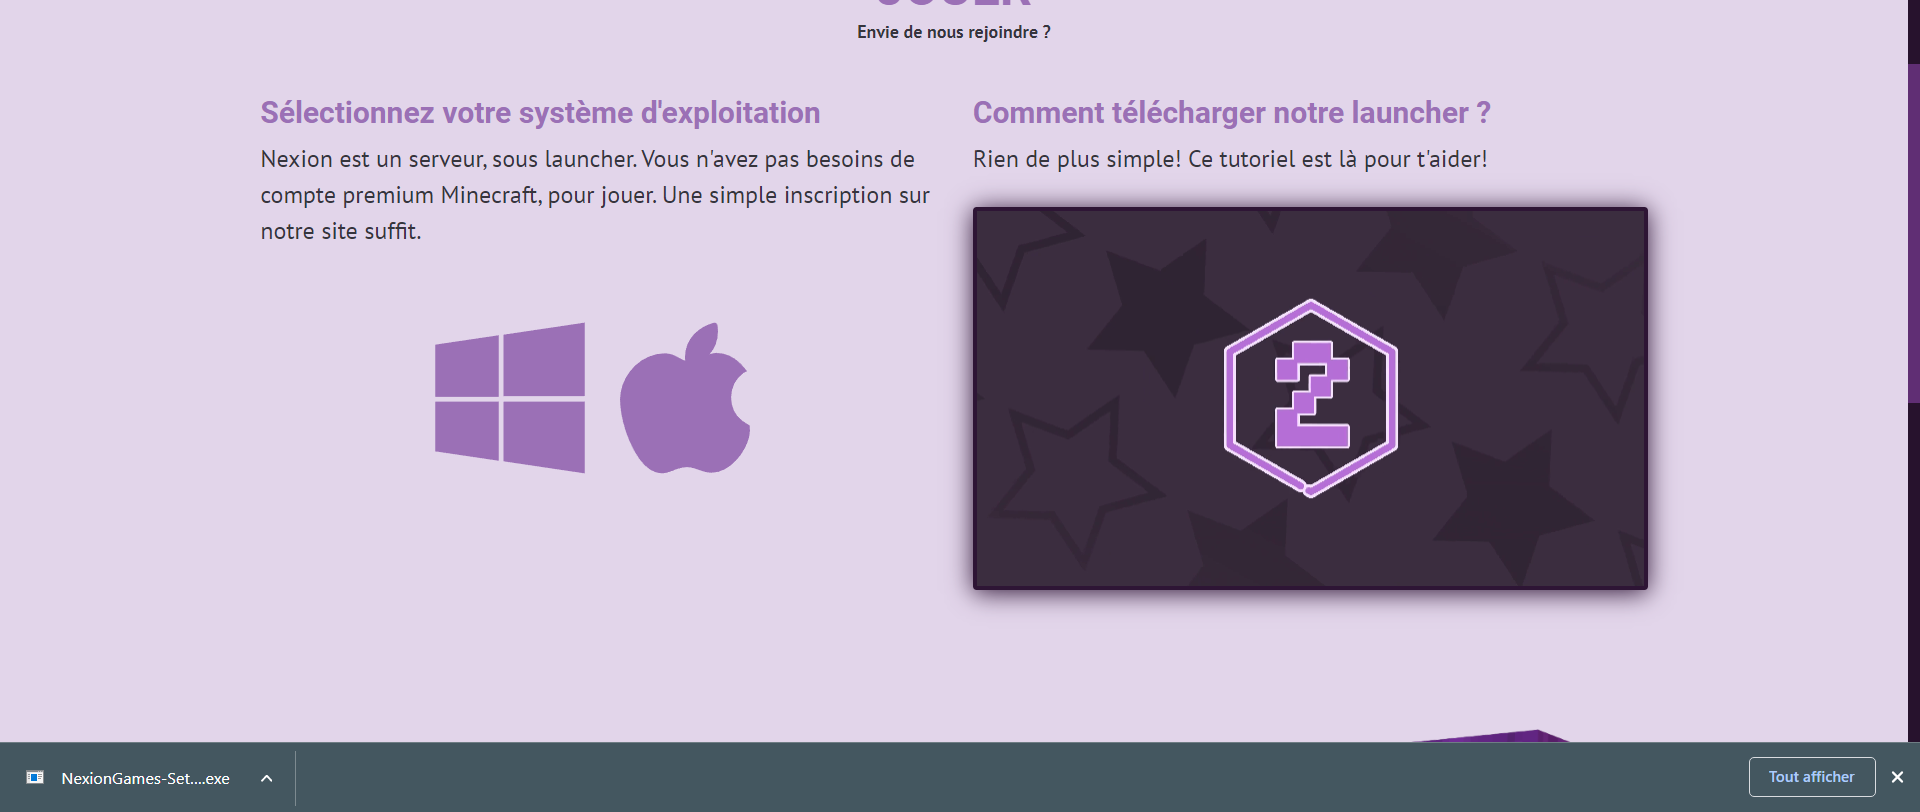 JOUER
Envie de nous rejoindre ?
Sélectionnez votre système d'exploitation
Nexion est un serveur, sous launcher. Vous n'avez pas besoins de
compte premium Minecraft, pour jouer. Une simple inscription sur
notre site suffit.
Comment télécharger notre launcher ?
Rien de plus simple! Ce tutoriel est là pour t'aider!
2
NexionGames-Set....exe
Tout afficher